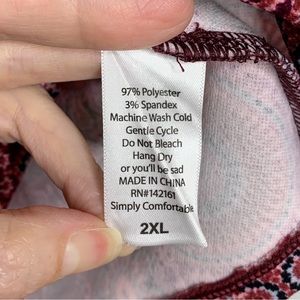 97% Polyester
3% Spandex
Machine Wash Cold
Gentle Cycle
Do Not Bleach
Hang Dry
or you'll be sad
MADE IN CHINA
RN#142161
Simply Comfortable
2XL